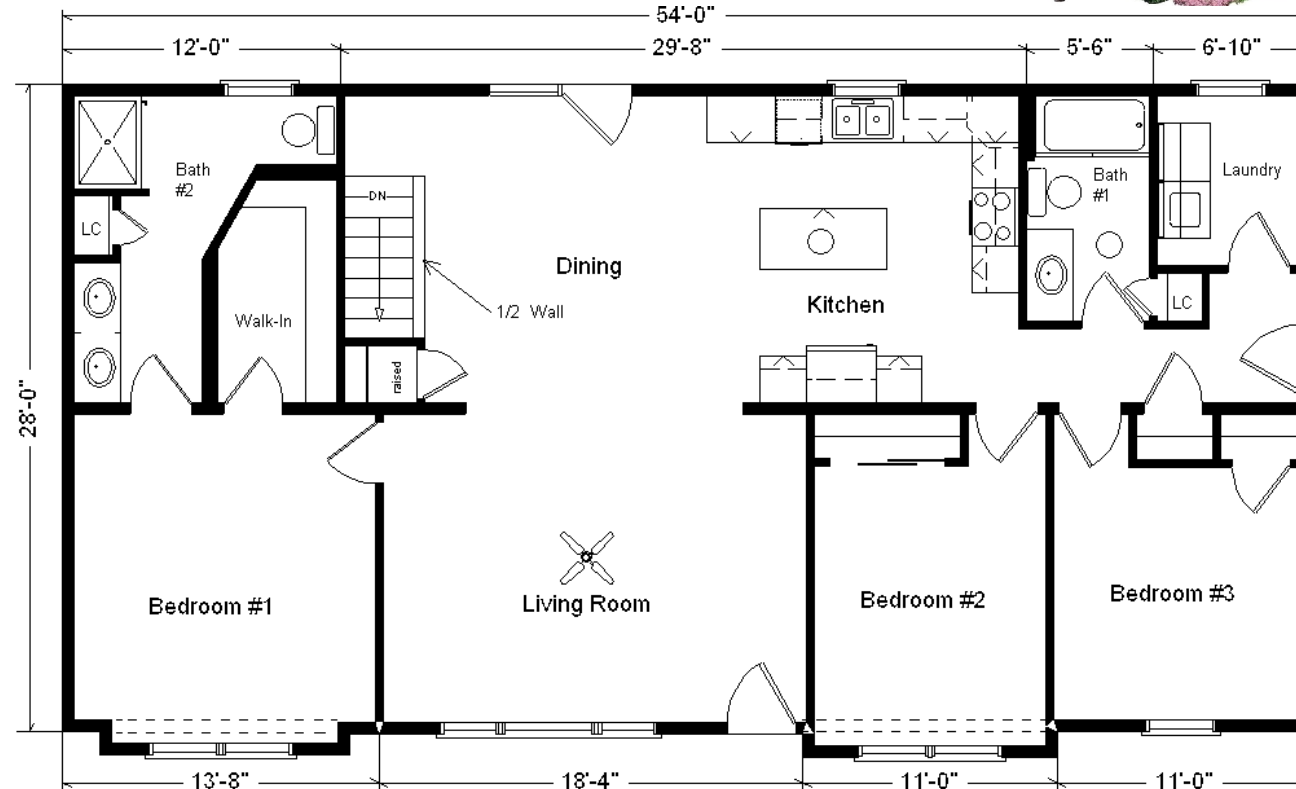 54'-0"
12'-0"
29'-8"
5'-6"
6'-10"
Bath
#2
Bath
#1
Laundry
DN
LC
Dining
1/2 Wall
Kitchen
LC
Walk-In
raised
28'-0"
Bedroom #1
Living Room
Bedroom #2
Bedroom #3
13'-8"
18'-4"
11'-0"
11'-0"